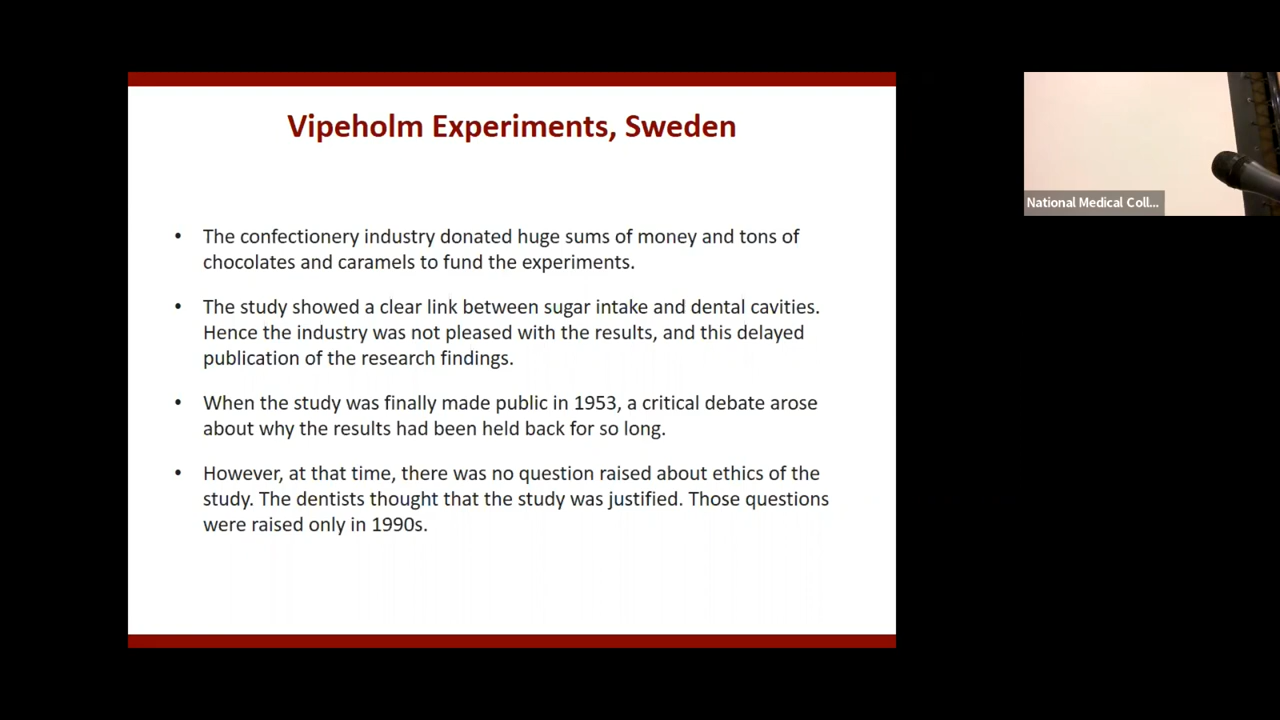 Vipeholm Experiments, Sweden
• The confectionery industry donated huge sums of money and tons of
chocolates and caramels to fund the experiments.
• The study showed a clear link between sugar intake and dental cavities.
Hence the industry was not pleased with the results, and this delayed
publication of the research findings.
• When the study was finally made public in 1953, a critical debate arose
about why the results had been held back for so long.
• However, at that time, there was no question raised about ethics of the
study. The dentists thought that the study was justified. Those questions
were raised only in 1990s.
National Medical Coll...